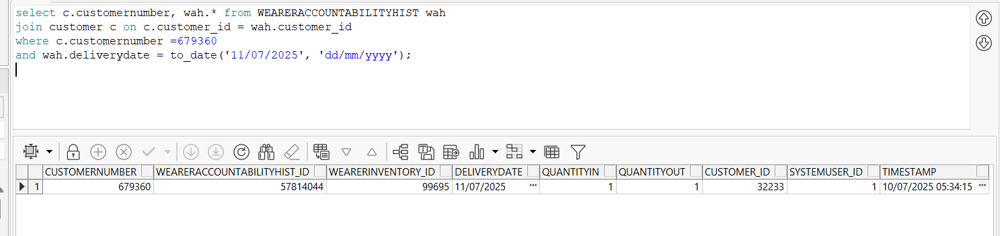 select c.customernumber, wah.* from WEARERACCOUNTABILITYHIST wah
join customer c on c.customer_id = wah.customer_id
where c.customernumber =679360
and wah.deliverydate = to_date('11/07/2025', 'dd/mm/yyyy');
CUSTOMERNUMBER WEARERACCOUNTABILITYHIST_ID WEARERINVENTORY_ID DELIVERYDATE QUANTITYIN QUANTITYOUT CUSTOMER_ID SYSTEMUSER_ID TIMESTAMP
1 679360 57814044 99695 11/07/2025 ... 1 1 32233 1 10/07/2025 05:34:15 ...